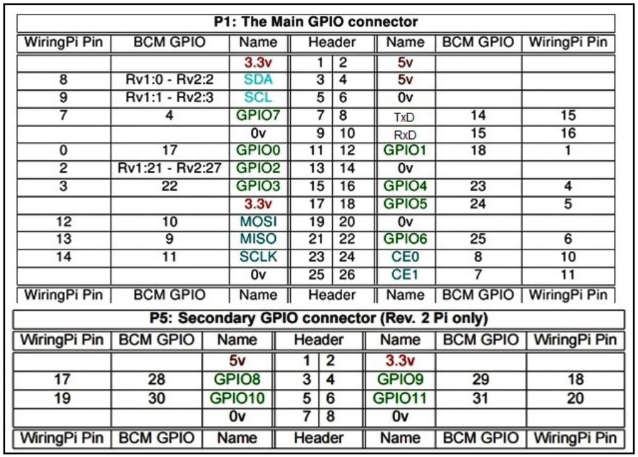 P1: The Main GPIO connector
WiringPi Pin BCM GPIO Name Header Name BCM GPIO WiringPi Pin
3.3v 1 2 5v
8 Rv1:0 - Rv2:2 SDA 3 4 5v
9 Rv1:1 - Rv2:3 SCL 5 6 0v
7 4 GPIO7 7 8 TxD 14 15
0v 9 10 RxD 15 16
0 17 GPIO0 11 12 GPIO1 18 1
2 Rv1:21 - Rv2:27 GPIO2 13 14 0v
3 22 GPIO3 15 16 GPIO4 23 4
3.3v 17 18 GPIO5 24 5
12 10 MOSI 19 20 0v
13 9 MISO 21 22 GPIO6 25 6
14 11 SCLK 23 24 CE0 8 10
0v 25 26 CE1 7 11
WiringPi Pin BCM GPIO Name Header Name BCM GPIO WiringPi Pin
P5: Secondary GPIO connector (Rev. 2 Pi only)
WiringPi Pin BCM GPIO Name Header Name BCM GPIO WiringPi Pin
5v 1 2 3.3v
17 28 GPIO8 3 4 GPIO9 29 18
19 30 GPIO10 5 6 GPIO11 31 20
0v 7 8 0v
WiringPi Pin BCM GPIO Name Header Name BCM GPIO WiringPi Pin